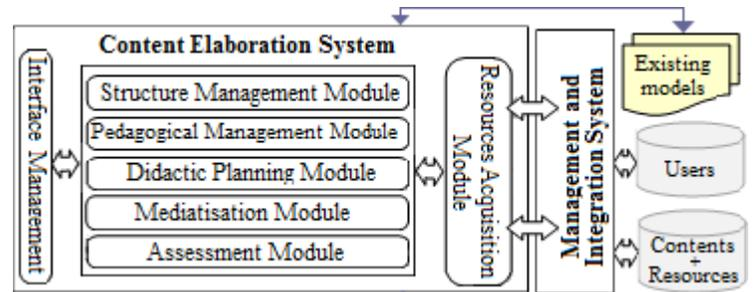 Content Elaboration System
Interface Management
Structure Management Module
Pedagogical Management Module
Didactic Planning Module
Mediatisation Module
Assessment Module
Resources Acquisition
Module
Management and
Integration System
Existing
models
Users
Contents
+
Resources